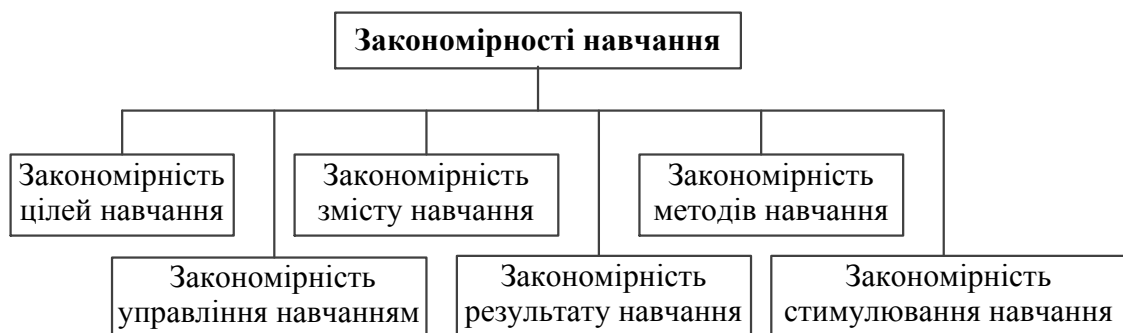 Закономірності навчання
Закономірність
цілей навчання
Закономірність
змісту навчання
Закономірність
методів навчання
Закономірність
управління навчанням
Закономірність
результату навчання
Закономірність
стимулювання навчання